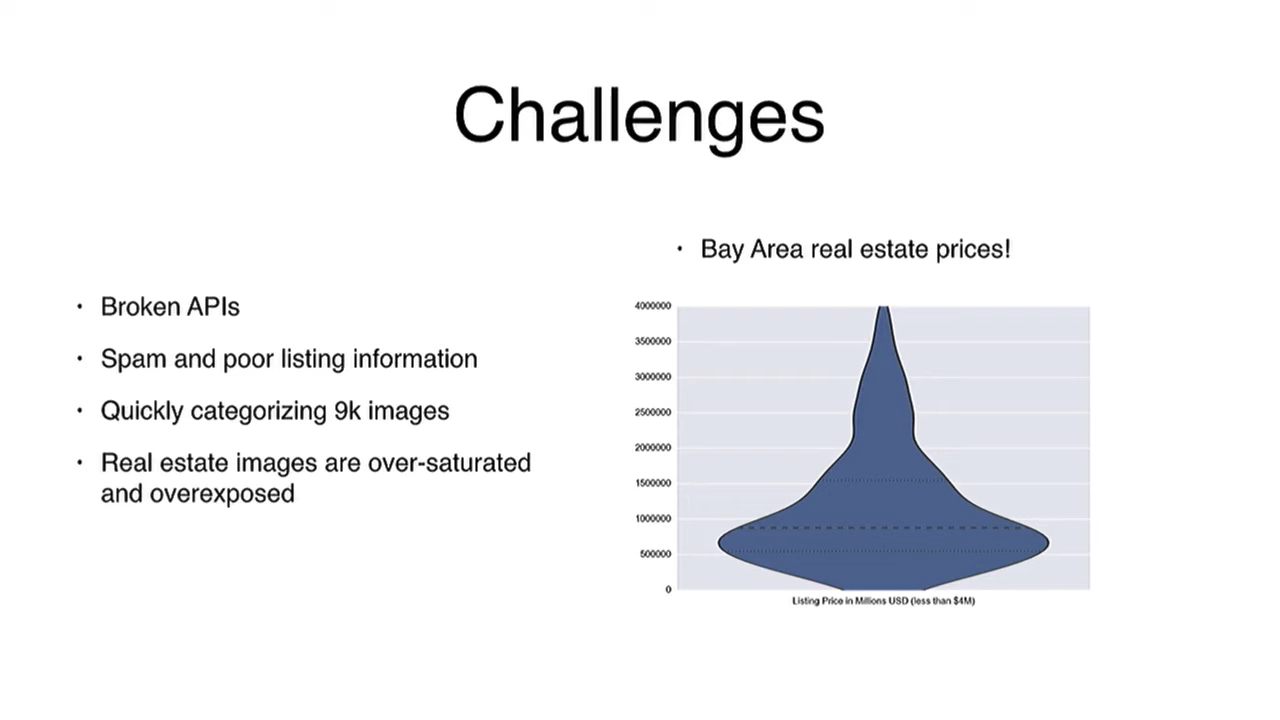 Challenges
• Broken APIs
• Spam and poor listing information
• Quickly categorizing 9k images
• Real estate images are over-saturated
and overexposed
• Bay Area real estate prices!
4000000
3500000
3000000
2500000
2000000
1500000
1000000
500000
0
Listing Price in Millions USD (less than $4M)